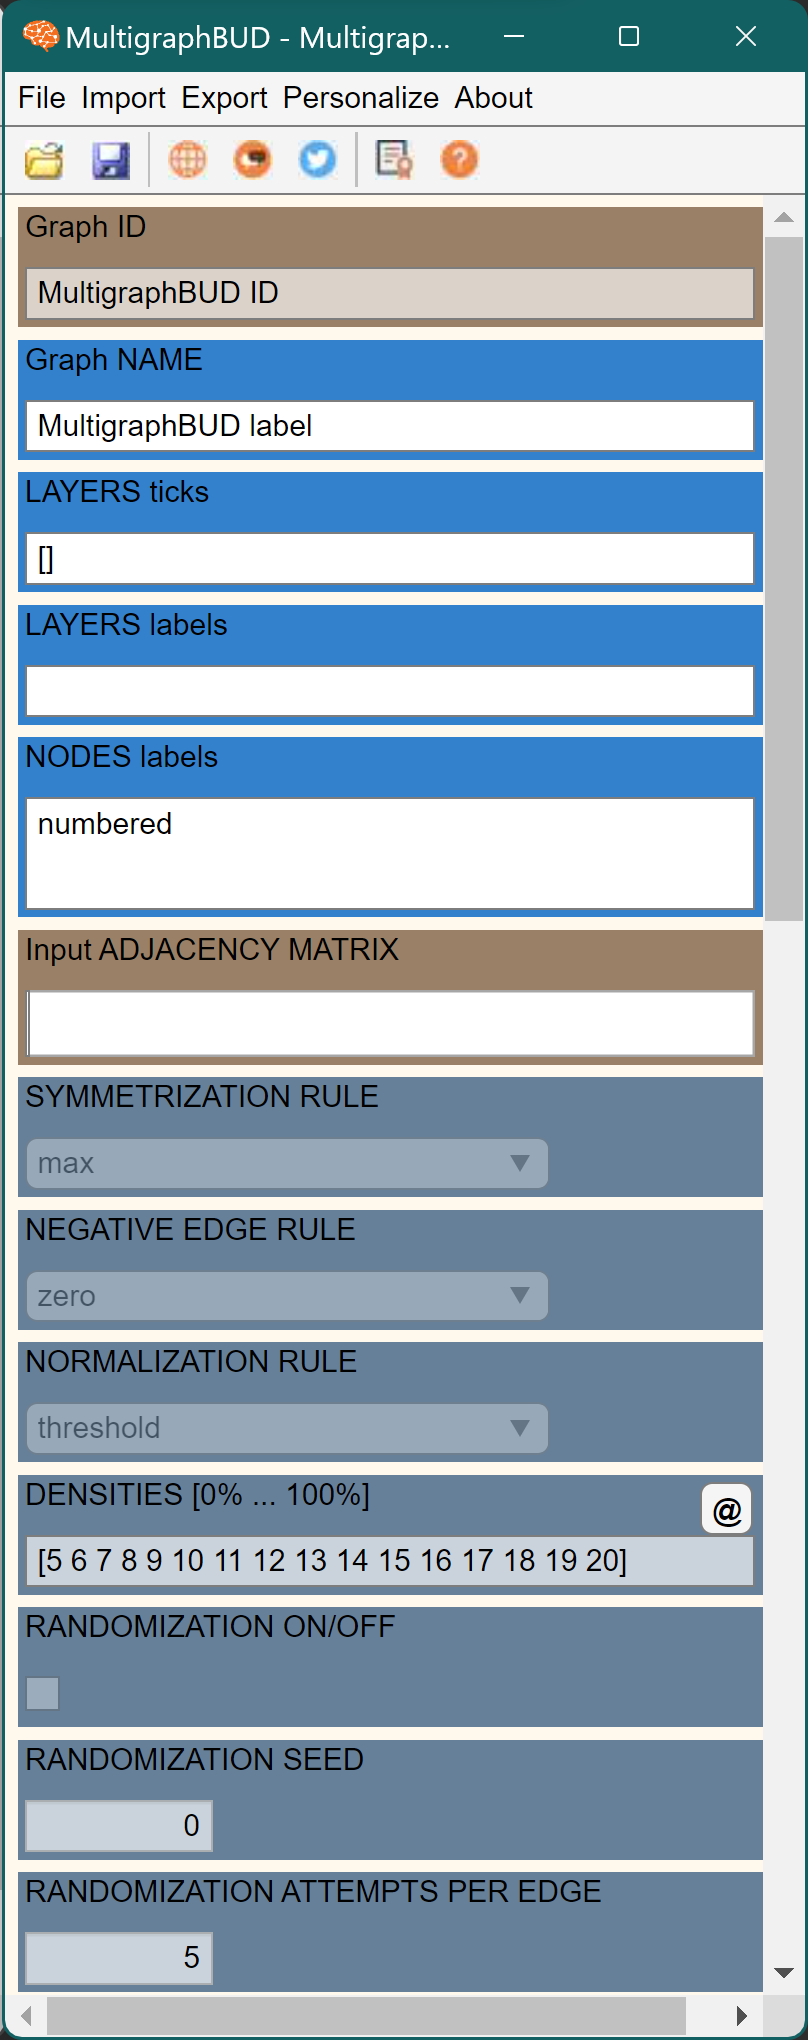 MultigraphBUD - Multigrap...
File Import Export Personalize About
Graph ID
MultigraphBUD ID
Graph NAME
MultigraphBUD label
LAYERS ticks
[]
LAYERS labels
NODES labels
numbered
Input ADJACENCY MATRIX
SYMMETRIZATION RULE
max
NEGATIVE EDGE RULE
zero
NORMALIZATION RULE
threshold
DENSITIES [0% ... 100%]
@
[5 6 7 8 9 10 11 12 13 14 15 16 17 18 19 20]
RANDOMIZATION ON/OFF
RANDOMIZATION SEED
0
RANDOMIZATION ATTEMPTS PER EDGE
5